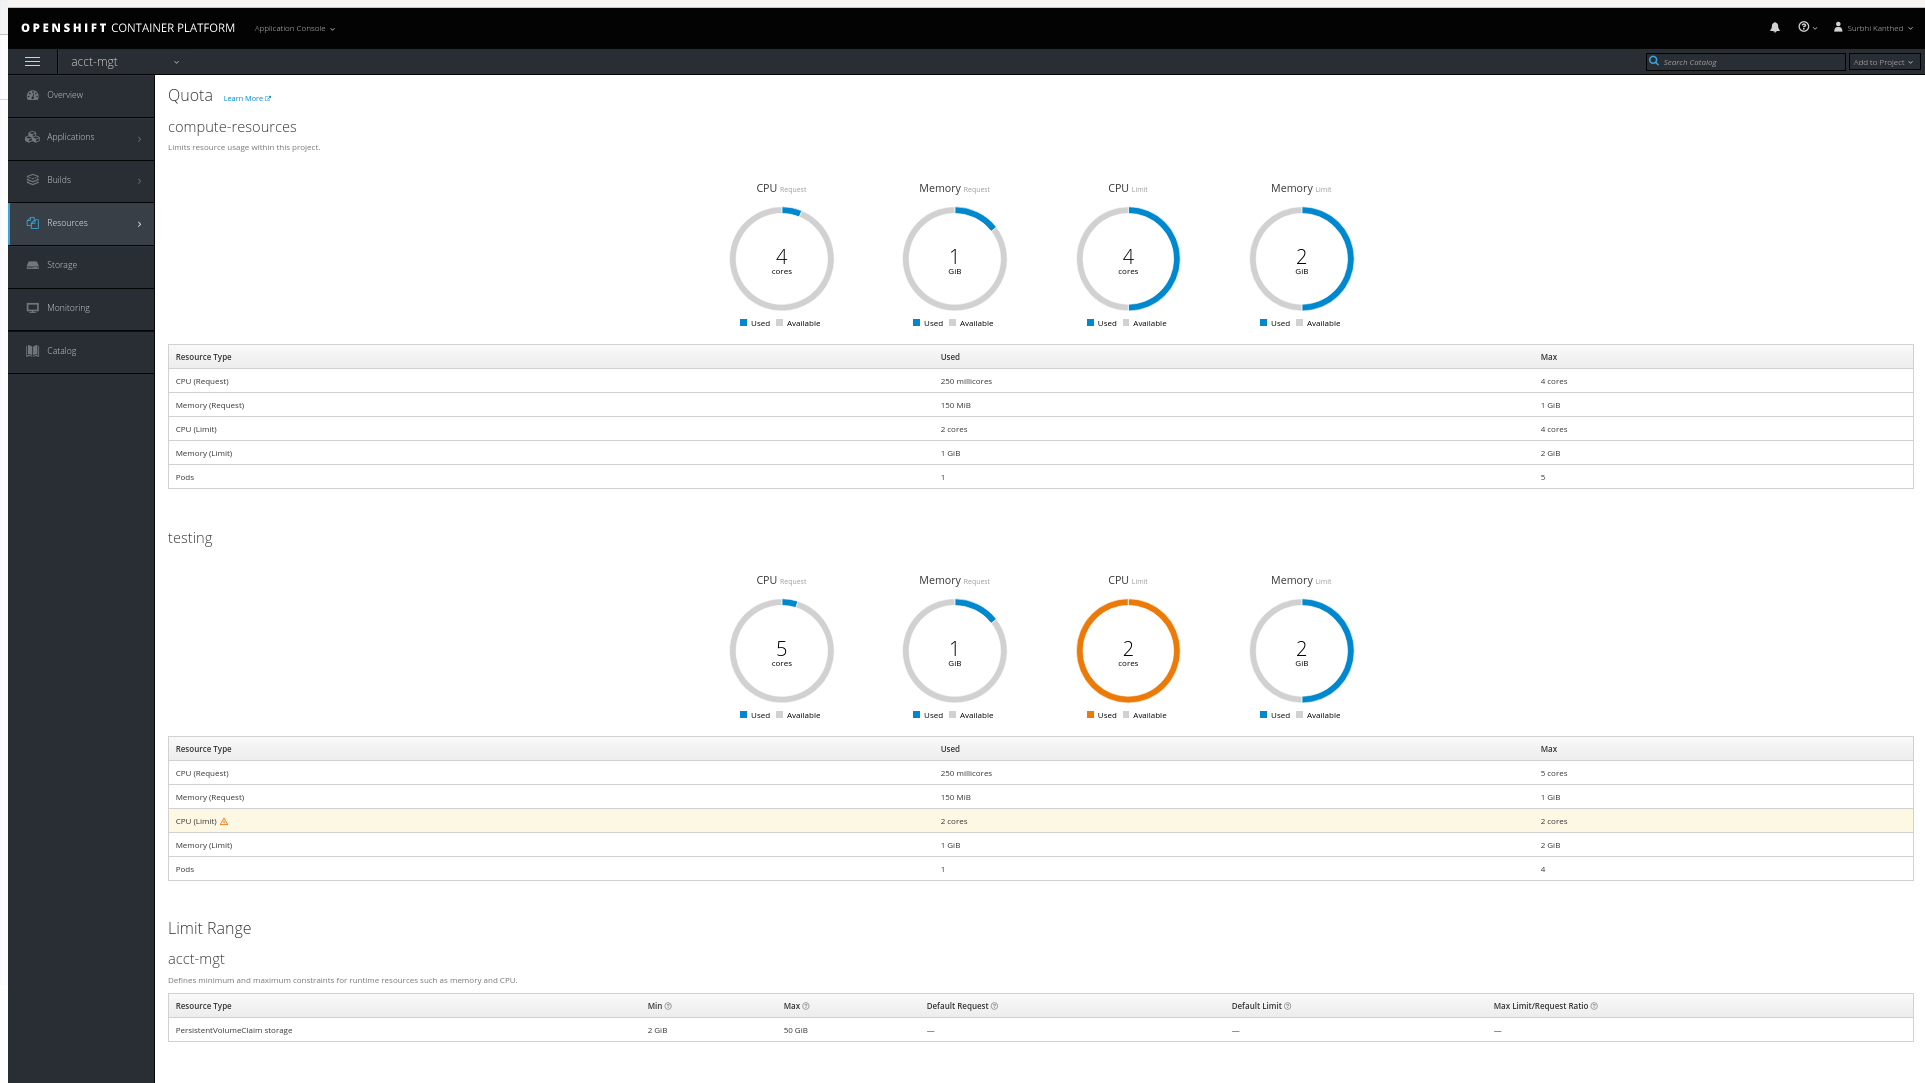 OPENSHIFT CONTAINER PLATFORM Application Console Surbhi Kanthed
acct-mgt Search Catalog Add to Project
Overview
Applications
Builds
Resources
Storage
Monitoring
Catalog
Quota Learn More
compute-resources
Limits resource usage within this project.
CPU Request Memory Request CPU Limit Memory Limit
4 1 4 2
cores GiB cores GiB
Used Available Used Available Used Available Used Available
Resource Type Used Max
CPU (Request) 250 millicores 4 cores
Memory (Request) 150 MiB 1 GiB
CPU (Limit) 2 cores 4 cores
Memory (Limit) 1 GiB 2 GiB
Pods 1 5
testing
CPU Request Memory Request CPU Limit Memory Limit
5 1 2 2
cores GiB cores GiB
Used Available Used Available Used Available Used Available
Resource Type Used Max
CPU (Request) 250 millicores 5 cores
Memory (Request) 150 MiB 1 GiB
CPU (Limit) 2 cores 2 cores
Memory (Limit) 1 GiB 2 GiB
Pods 1 4
Limit Range
acct-mgt
Defines minimum and maximum constraints for runtime resources such as memory and CPU.
Resource Type Min Max Default Request Default Limit Max Limit/Request Ratio
PersistentVolumeClaim storage 2 GiB 50 GiB — — —